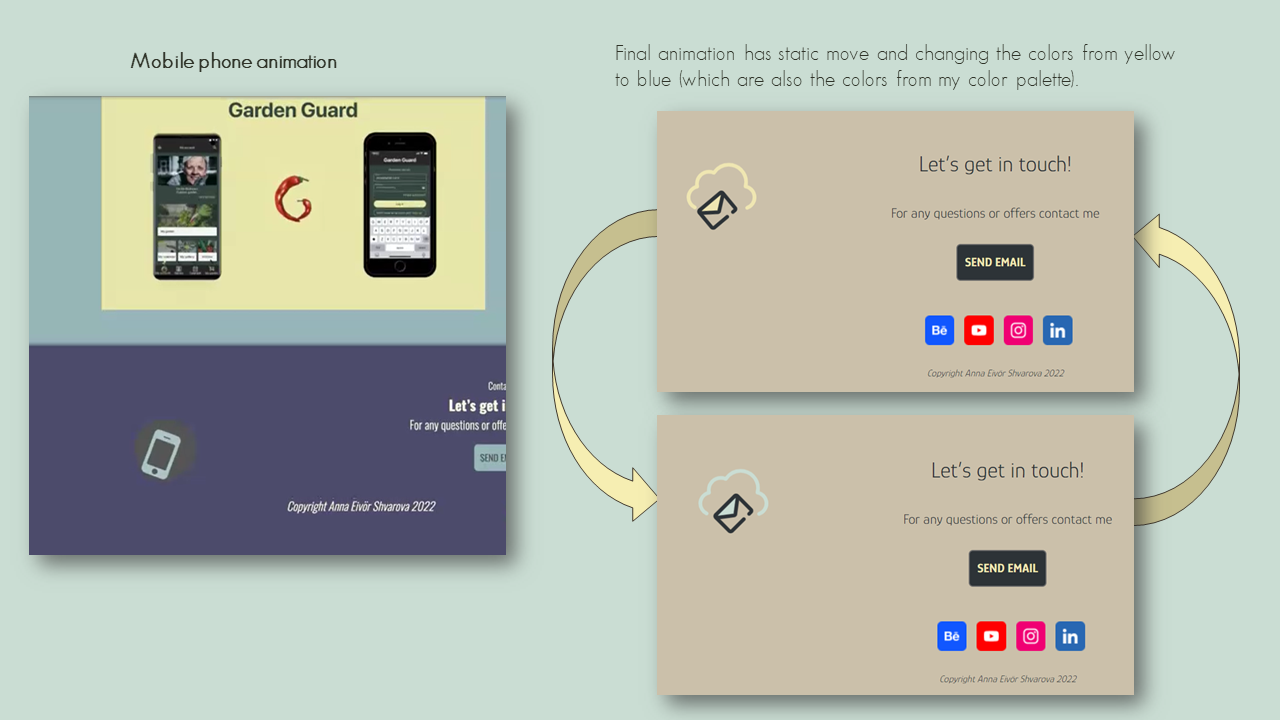 Mobile phone animation
Final animation has static move and changing the colors from yellow
to blue (which are also the colors from my color palette).
Garden Guard
Garden Guard
Conta
Let's get i
For any questions or offe
SEND E
Copyright Anna Eivör Shvarova 2022
Let's get in touch!
For any questions or offers contact me
SEND EMAIL
Bē
in
Copyright Anna Eivör Shvarova 2022
Let's get in touch!
For any questions or offers contact me
SEND EMAIL
Bē
in
Copyright Anna Eivör Shvarova 2022